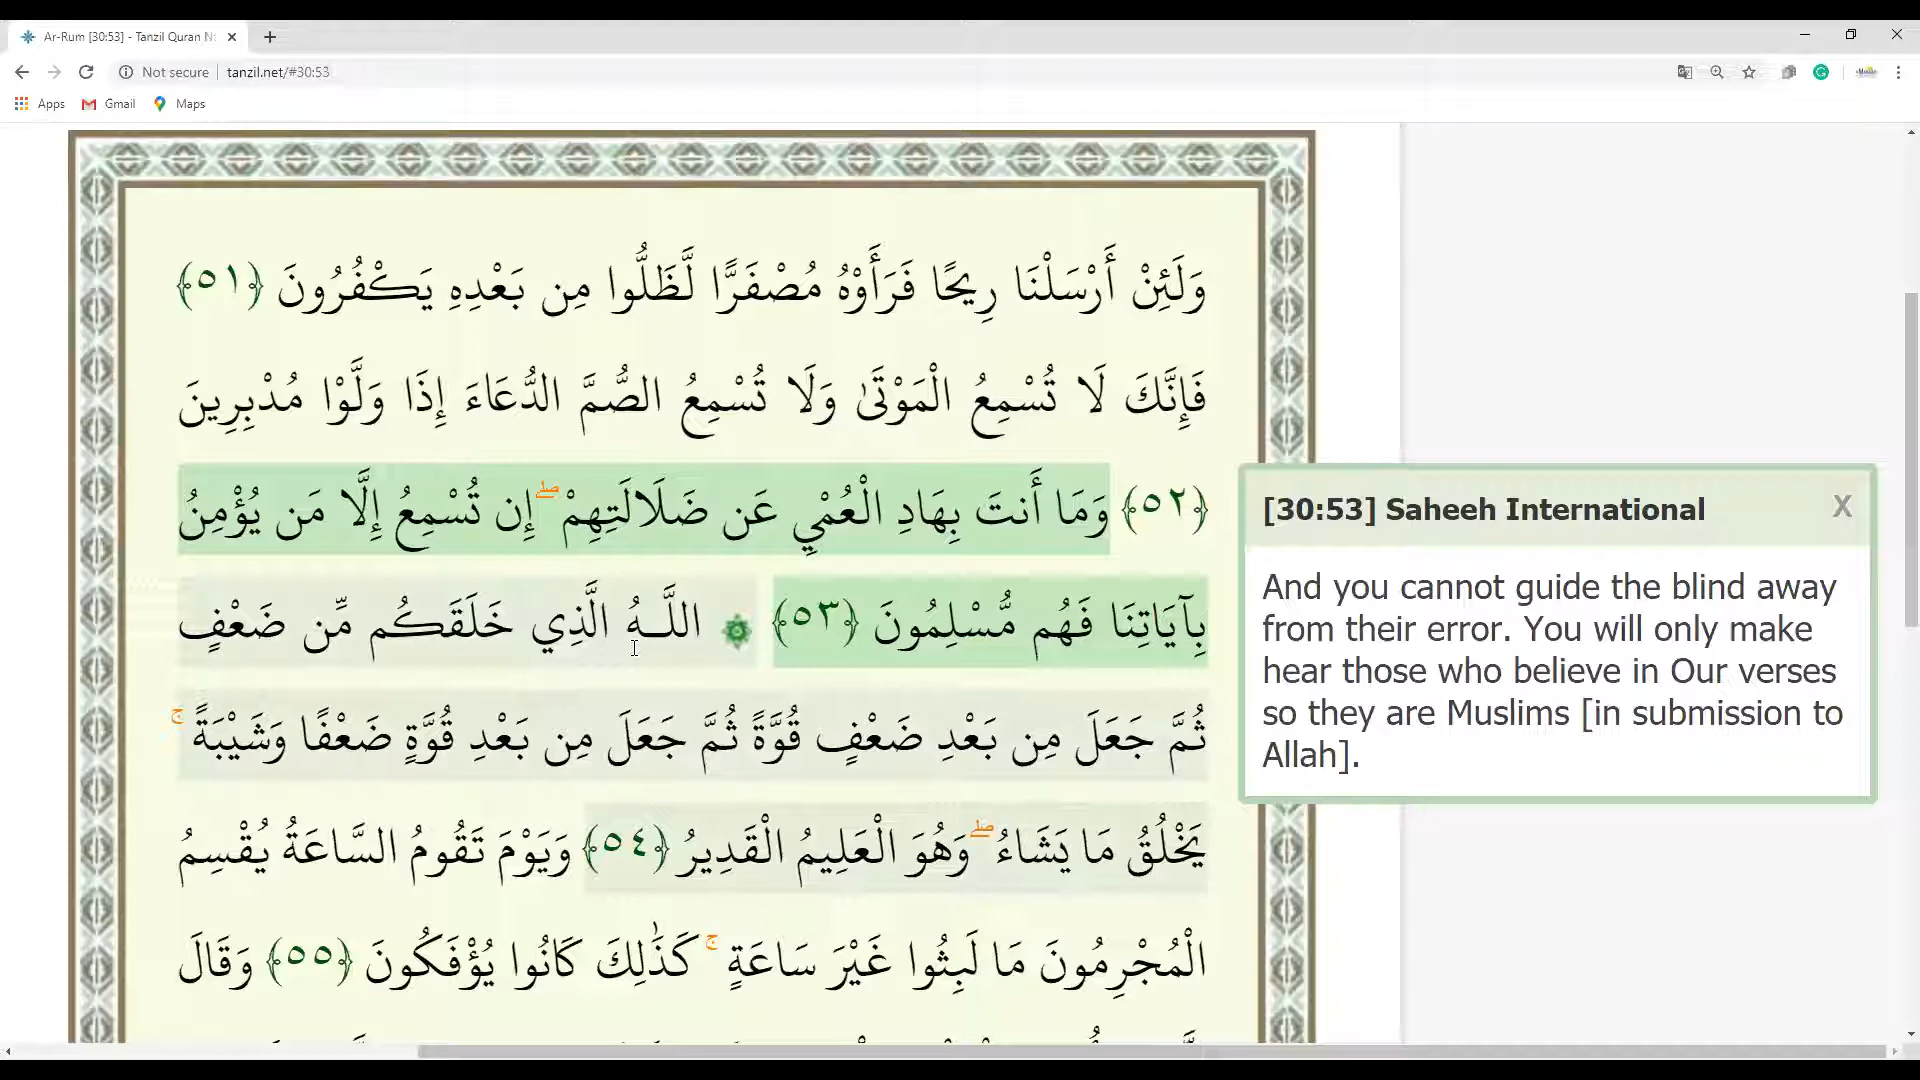 Ar-Rum [30:53] - Tanzil Quran N
Not secure
tanzil.net/#30:53
Apps
Gmail
Maps
وَلَئِنْ أَرْسَلْنَا رِيحًا فَرَأَوْهُ مُصْفَرًّا لَّظَلُّوا مِن بَعْدِهِ يَكْفُرُونَ ﴿٥١﴾
فَإِنَّكَ لَا تُسْمِعُ الْمَوْتَىٰ وَلَا تُسْمِعُ الصُّمَّ الدُّعَاءَ إِذَا وَلَّوْا مُدْبِرِينَ
﴿٥٢﴾ وَمَا أَنتَ بِهَادِ الْعُمْيِ عَن ضَلَالَتِهِمْ ۖ إِن تُسْمِعُ إِلَّا مَن يُؤْمِنُ
بِآيَاتِنَا فَهُم مُّسْلِمُونَ ﴿٥٣﴾ ۞ اللَّـهُ الَّذِي خَلَقَكُم مِّن ضَعْفٍ
ثُمَّ جَعَلَ مِن بَعْدِ ضَعْفٍ قُوَّةً ثُمَّ جَعَلَ مِن بَعْدِ قُوَّةٍ ضَعْفًا وَشَيْبَةً ۚ
يَخْلُقُ مَا يَشَاءُ ۖ وَهُوَ الْعَلِيمُ الْقَدِيرُ ﴿٥٤﴾ وَيَوْمَ تَقُومُ السَّاعَةُ يُقْسِمُ
الْمُجْرِمُونَ مَا لَبِثُوا غَيْرَ سَاعَةٍ ۚ كَذَٰلِكَ كَانُوا يُؤْفَكُونَ ﴿٥٥﴾ وَقَالَ
[30:53] Saheeh International
X
And you cannot guide the blind away
from their error. You will only make
hear those who believe in Our verses
so they are Muslims [in submission to
Allah].